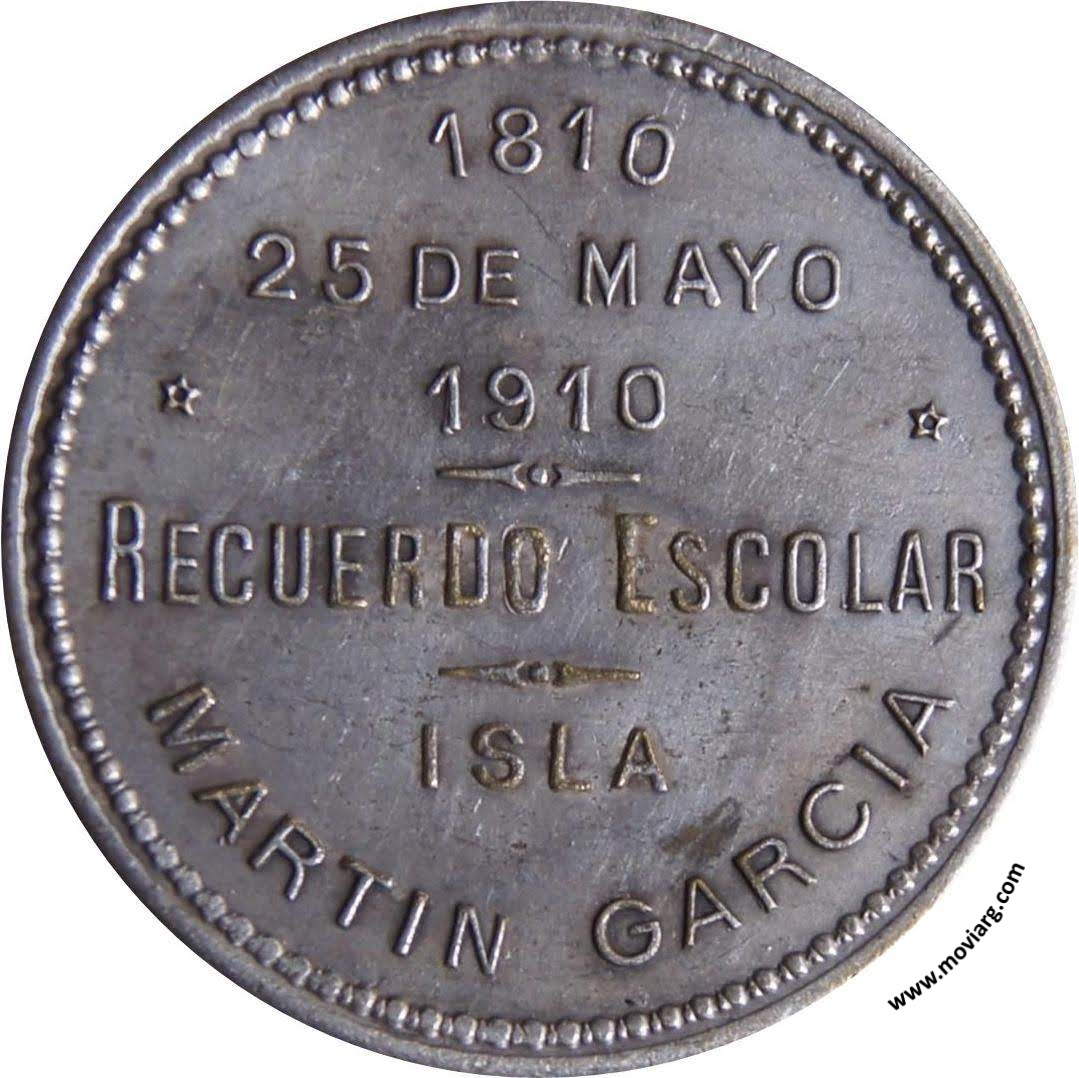 1810
25 DE MAYO
1910
RECUERDO ESCOLAR
ISLA
MARTIN GARCIA
www.moviarg.com